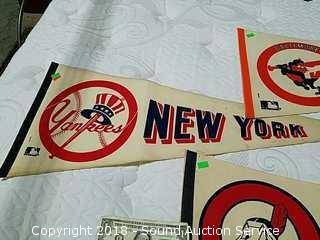 BALTIMORE
Yankees
NEW YORK
Copyright 2018 - Sound Auction Service